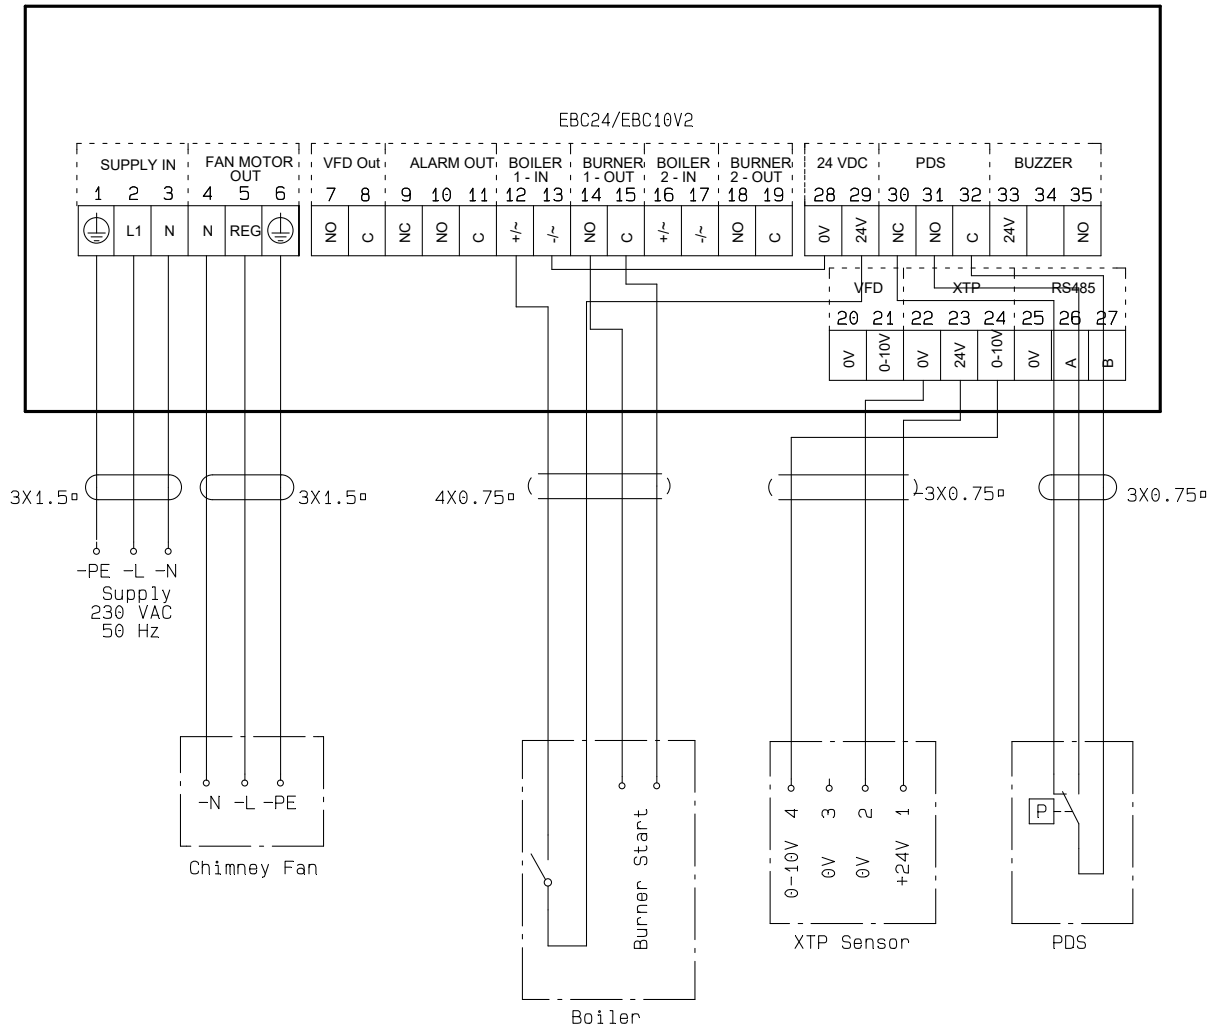 EBC24/EBC10V2
SUPPLY IN
FAN MOTOR
OUT
VFD Out
ALARM OUT
BOILER
1 - IN
BURNER
1 - OUT
BOILER
2 - IN
BURNER
2 - OUT
24 VDC
PDS
BUZZER
1 2 3 4 5 6 7 8 9 10 11 12 13 14 15 16 17 18 19 28 29 30 31 32 33 34 35
L1 N N REG NO C NC NO C +/~ -/~ NO C +/~ -/~ NO C 0V 24V NC NO C 24V NO
VFD XTP RS485
20 21 22 23 24 25 26 27
0V 0-10V 0V 24V 0-10V 0V A B
3X1.5▫
3X1.5▫
4X0.75▫
3X0.75▫
3X0.75▫
-PE -L -N
Supply
230 VAC
50 Hz
-N -L -PE
Chimney Fan
Burner Start
Boiler
4 3 2 1
0-10V 0V 0V +24V
XTP Sensor
P
PDS